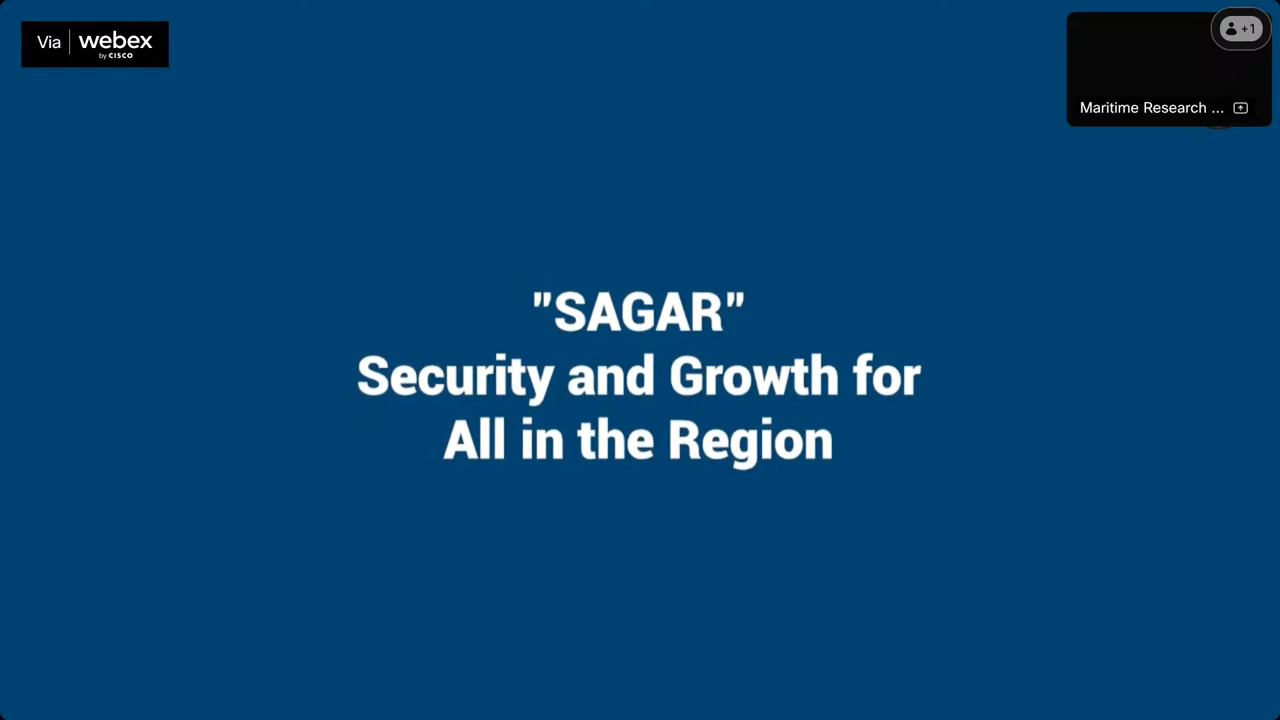 Via webex
by CISCO
+1
Maritime Research ...
"SAGAR"
Security and Growth for
All in the Region